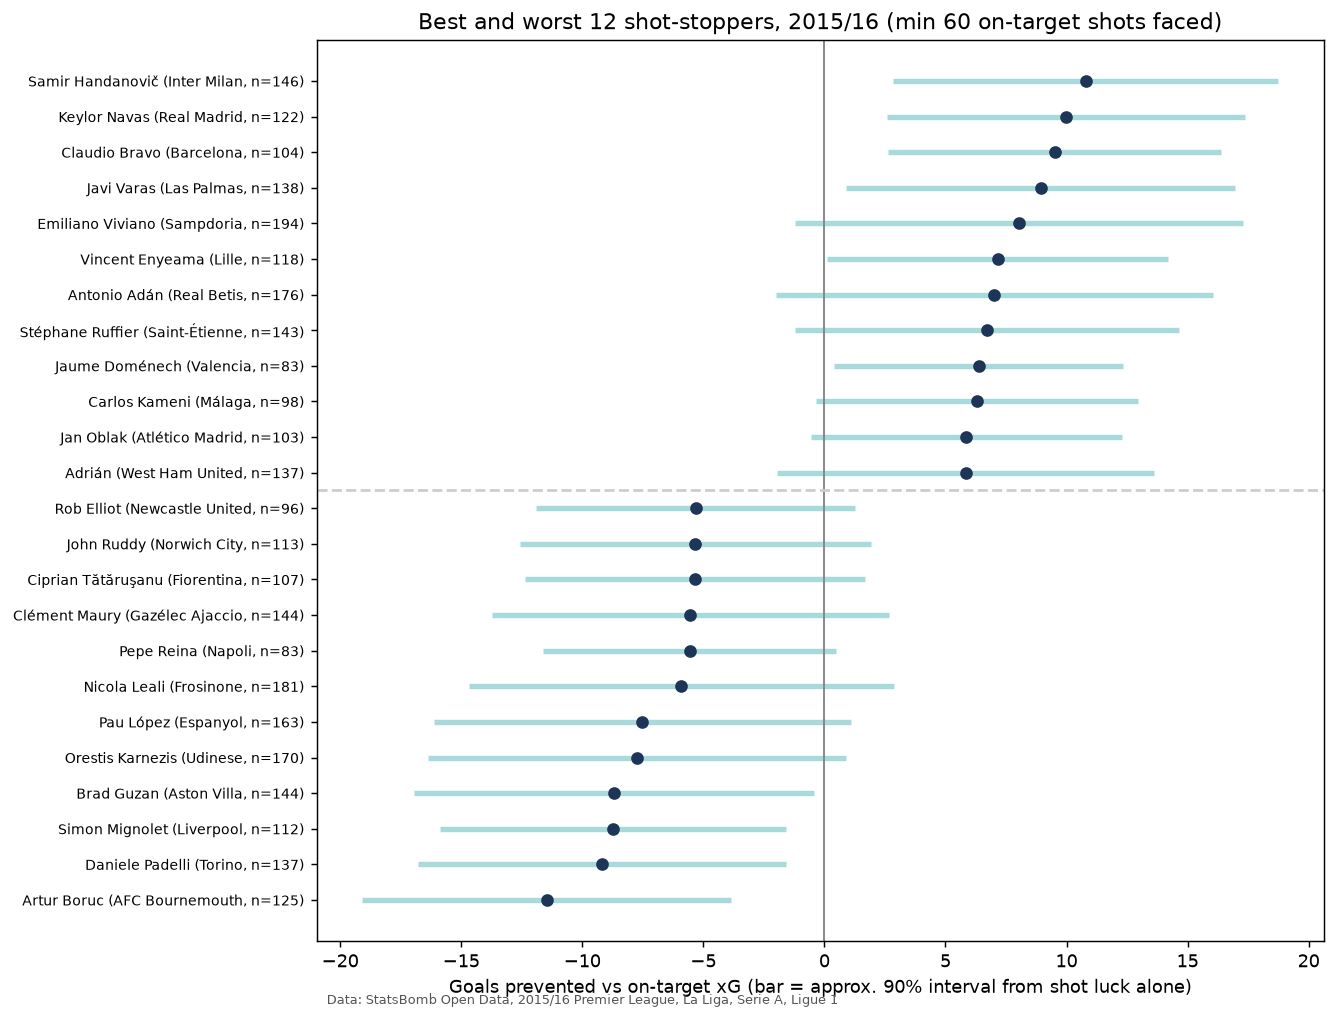 Best and worst 12 shot-stoppers, 2015/16 (min 60 on-target shots faced)
Samir Handanovič (Inter Milan, n=146)
Keylor Navas (Real Madrid, n=122)
Claudio Bravo (Barcelona, n=104)
Javi Varas (Las Palmas, n=138)
Emiliano Viviano (Sampdoria, n=194)
Vincent Enyeama (Lille, n=118)
Antonio Adán (Real Betis, n=176)
Stéphane Ruffier (Saint-Étienne, n=143)
Jaume Doménech (Valencia, n=83)
Carlos Kameni (Málaga, n=98)
Jan Oblak (Atlético Madrid, n=103)
Adrián (West Ham United, n=137)
Rob Elliot (Newcastle United, n=96)
John Ruddy (Norwich City, n=113)
Ciprian Tătăruşanu (Fiorentina, n=107)
Clément Maury (Gazélec Ajaccio, n=144)
Pepe Reina (Napoli, n=83)
Nicola Leali (Frosinone, n=181)
Pau López (Espanyol, n=163)
Orestis Karnezis (Udinese, n=170)
Brad Guzan (Aston Villa, n=144)
Simon Mignolet (Liverpool, n=112)
Daniele Padelli (Torino, n=137)
Artur Boruc (AFC Bournemouth, n=125)
−20 −15 −10 −5 0 5 10 15 20
Goals prevented vs on-target xG (bar = approx. 90% interval from shot luck alone)
Data: StatsBomb Open Data, 2015/16 Premier League, La Liga, Serie A, Ligue 1